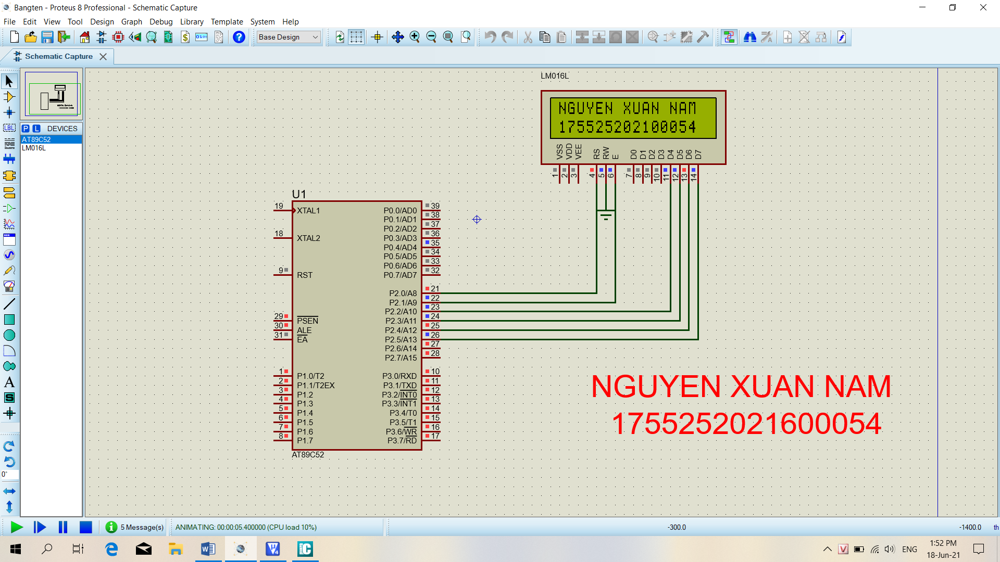 Bangten - Proteus 8 Professional - Schematic Capture
File Edit View Tool Design Graph Debug Library Template System Help
Base Design
Schematic Capture
P L DEVICES
AT89C52
LM016L
LM016L
NGUYEN XUAN NAM
175525202100054
VSS VDD VEE RS RW E D0 D1 D2 D3 D4 D5 D6 D7
1 2 3 4 5 6 7 8 9 10 11 12 13 14
U1
19 XTAL1 P0.0/AD0 39
P0.1/AD1 38
P0.2/AD2 37
18 XTAL2 P0.3/AD3 36
P0.4/AD4 35
P0.5/AD5 34
P0.6/AD6 33
9 RST P0.7/AD7 32
P2.0/A8 21
P2.1/A9 22
P2.2/A10 23
29 PSEN P2.3/A11 24
30 ALE P2.4/A12 25
31 EA P2.5/A13 26
P2.6/A14 27
P2.7/A15 28
1 P1.0/T2 P3.0/RXD 10
2 P1.1/T2EX P3.1/TXD 11
3 P1.2 P3.2/INT0 12
4 P1.3 P3.3/INT1 13
5 P1.4 P3.4/T0 14
6 P1.5 P3.5/T1 15
7 P1.6 P3.6/WR 16
8 P1.7 P3.7/RD 17
AT89C52
NGUYEN XUAN NAM
1755252021600054
LBL
A
S
0°
5 Message(s) ANIMATING: 00:00:05.400000 (CPU load 10%) -300.0 -1400.0 th
ENG 1:52 PM
18-Jun-21